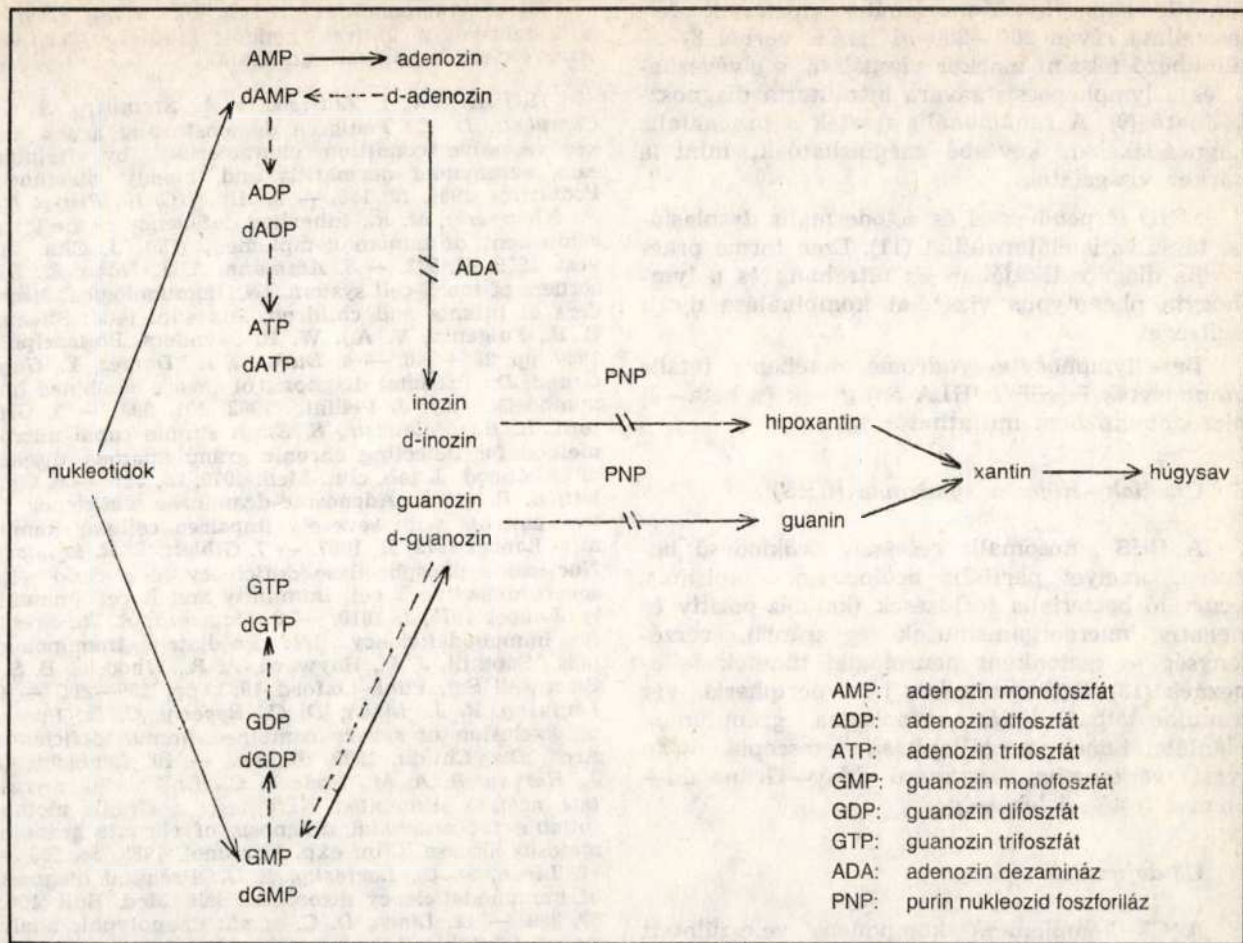 AMP adenozin
dAMP d-adenozin
ADP
dADP
ADA
ATP
dATP
inozin
d-inozin
PNP
hipoxantin
nukleotidok
xantin
húgysav
PNP
guanozin
d-guanozin
guanin
GTP
dGTP
GDP
dGDP
GMP
dGMP
AMP: adenozin monofoszfát
ADP: adenozin difoszfát
ATP: adenozin trifoszfát
GMP: guanozin monofoszfát
GDP: guanozin difoszfát
GTP: guanozin trifoszfát
ADA: adenozin dezamináz
PNP: purin nukleozid foszforiláz